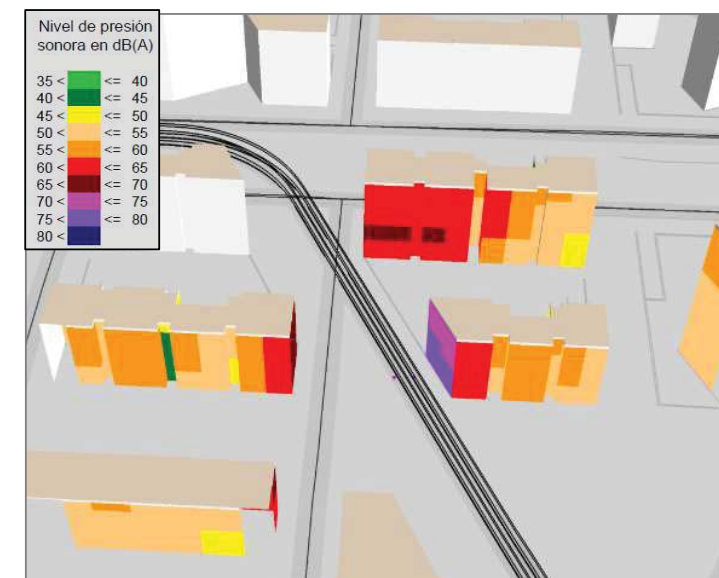 Nivel de presión
sonora en dB(A)
35 < <= 40
40 < <= 45
45 < <= 50
50 < <= 55
55 < <= 60
60 < <= 65
65 < <= 70
70 < <= 75
75 < <= 80
80 <